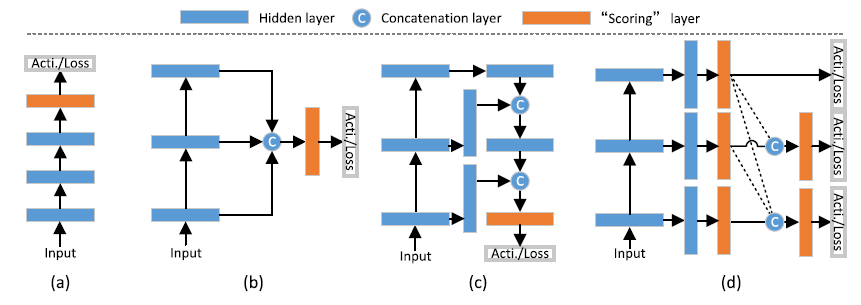 Hidden layer
C
Concatenation layer
“Scoring” layer
Acti./Loss
Input
(a)
C
Acti./Loss
Input
(b)
C
C
Input
Acti./Loss
(c)
Acti./Loss
C
Acti./Loss
C
Acti./Loss
Input
(d)